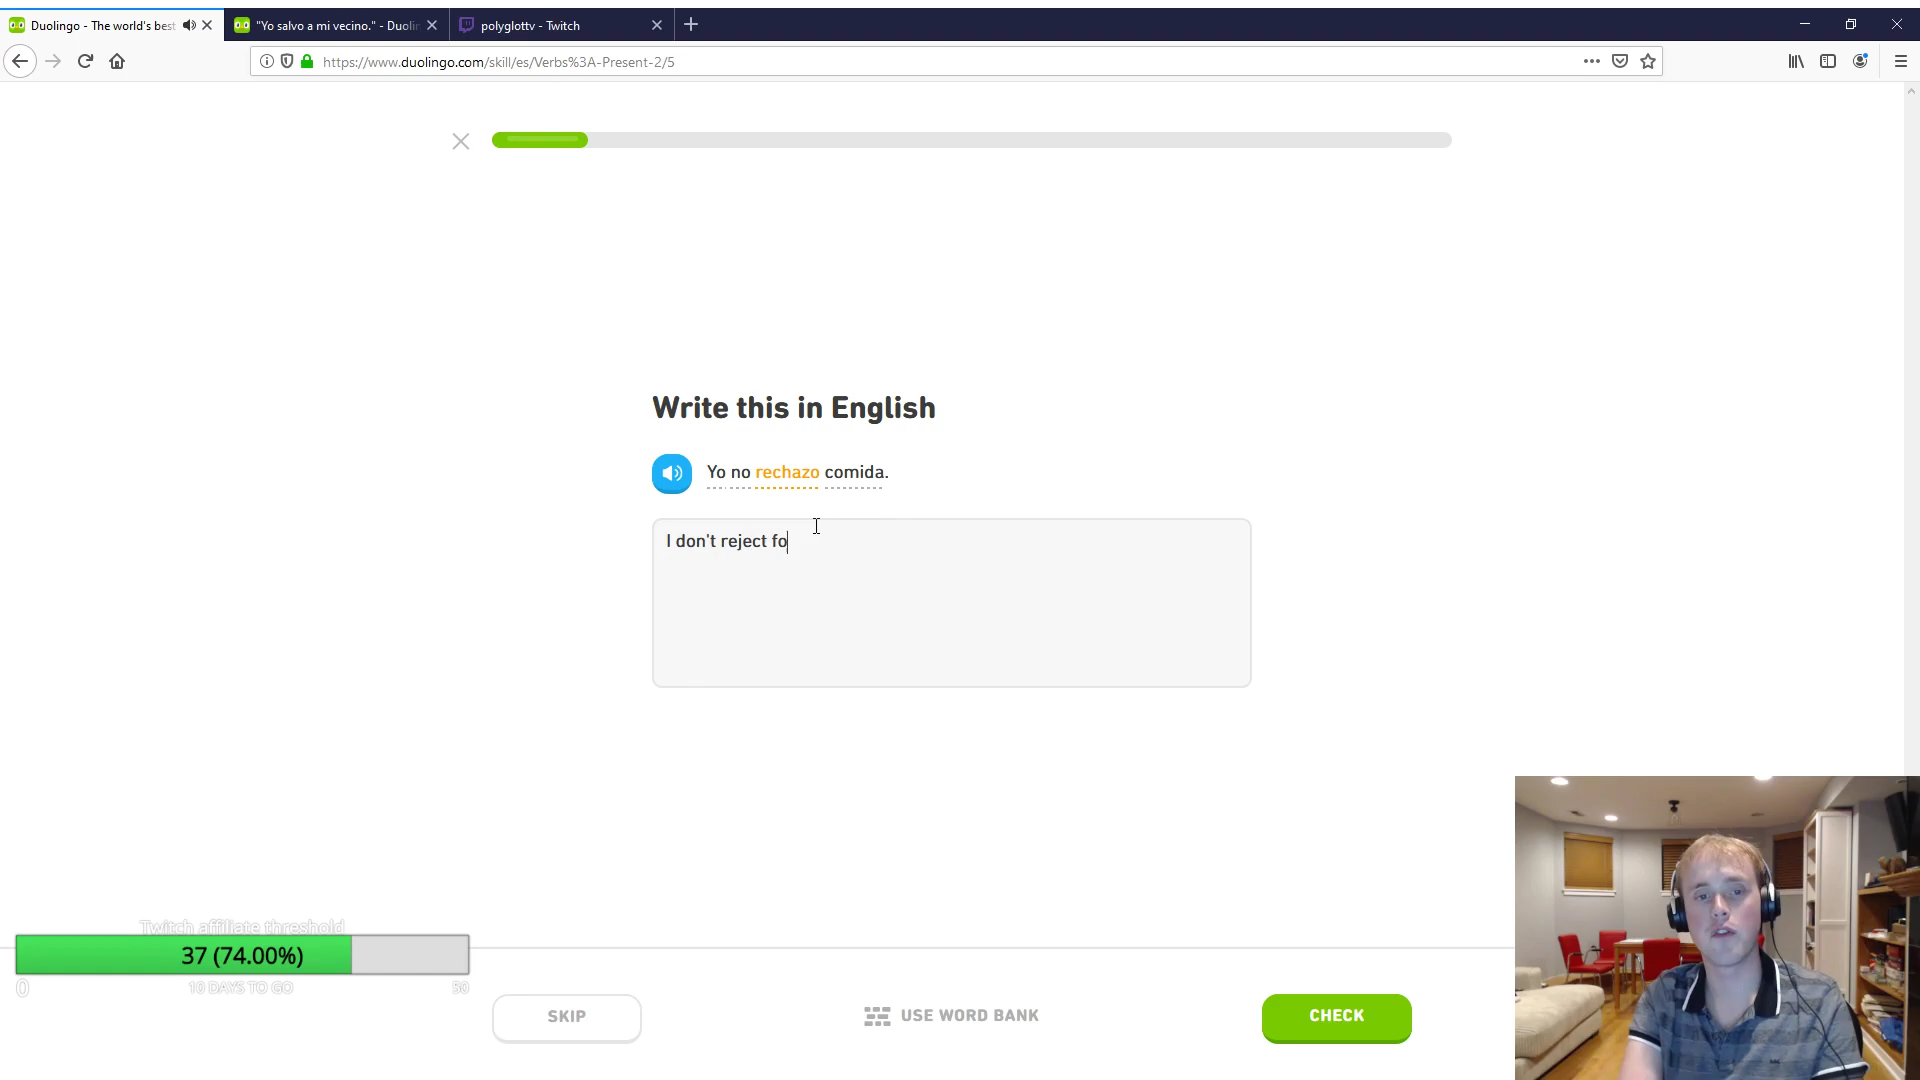 Duolingo - The world's best
"Yo salvo a mi vecino." - Duolin
polyglottv - Twitch
https://www.duolingo.com/skill/es/Verbs%3A-Present-2/5
Write this in English
Yo no rechazo comida.
I don't reject fo
Twitch affiliate threshold
37 (74.00%)
0
10 DAYS TO GO
50
SKIP
USE WORD BANK
CHECK